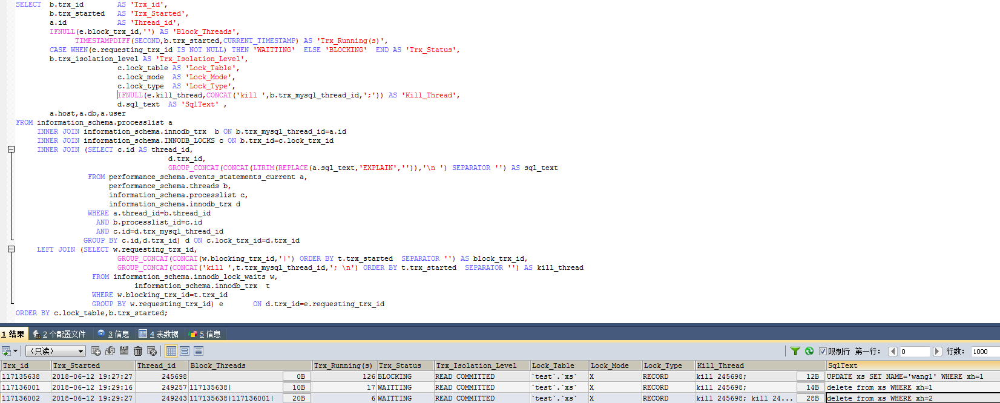 SELECT  b.trx_id        AS 'Trx_id',
b.trx_started   AS 'Trx_Started',
a.id            AS 'Thread_id',
IFNULL(e.block_trx_id,'') AS 'Block_Threads',
TIMESTAMPDIFF(SECOND,b.trx_started,CURRENT_TIMESTAMP) AS 'Trx_Running(s)',
CASE WHEN(e.requesting_trx_id IS NOT NULL) THEN 'WAITTING'  ELSE 'BLOCKING'  END AS 'Trx_Status',
b.trx_isolation_level AS 'Trx_Isolation_Level',
c.lock_table AS 'Lock_Table',
c.lock_mode  AS 'Lock_Mode',
c.lock_type  AS 'Lock_Type',
IFNULL(e.kill_thread,CONCAT('kill ',b.trx_mysql_thread_id,';')) AS 'Kill_Thread',
d.sql_text  AS 'SqlText' ,
a.host,a.db,a.user
FROM information_schema.processlist a
INNER JOIN information_schema.innodb_trx  b ON b.trx_mysql_thread_id=a.id
INNER JOIN information_schema.INNODB_LOCKS c ON b.trx_id=c.lock_trx_id
INNER JOIN (SELECT c.id AS thread_id,
d.trx_id,
GROUP_CONCAT(CONCAT(LTRIM(REPLACE(a.sql_text,'EXPLAIN','')),'\n ') SEPARATOR '') AS sql_text
FROM performance_schema.events_statements_current a,
performance_schema.threads b,
information_schema.processlist c,
information_schema.innodb_trx d
WHERE a.thread_id=b.thread_id
AND b.processlist_id=c.id
AND c.id=d.trx_mysql_thread_id
GROUP BY c.id,d.trx_id) d ON c.lock_trx_id=d.trx_id
LEFT JOIN (SELECT w.requesting_trx_id,
GROUP_CONCAT(CONCAT(w.blocking_trx_id,'|') ORDER BY t.trx_started  SEPARATOR '') AS block_trx_id,
GROUP_CONCAT(CONCAT('kill ',t.trx_mysql_thread_id,'; \n') ORDER BY t.trx_started  SEPARATOR '') AS kill_thread
FROM information_schema.innodb_lock_waits w,
information_schema.innodb_trx  t
WHERE w.blocking_trx_id=t.trx_id
GROUP BY w.requesting_trx_id) e       ON d.trx_id=e.requesting_trx_id
ORDER BY c.lock_table,b.trx_started;
1 结果 2 个配置文件 3 信息 4 表数据 5 信息
(只读) 限制行 第一行: 0 行数: 1000
Trx_id Trx_Started Thread_id Block_Threads Trx_Running(s) Trx_Status Trx_Isolation_Level Lock_Table Lock_Mode Lock_Type Kill_Thread SqlText
117135638 2018-06-12 19:27:27 245698 0B 126 BLOCKING READ COMMITTED `test`.`xs` X RECORD kill 245698; 12B UPDATE xs SET NAME='wang1' WHERE xh=1
117136001 2018-06-12 19:29:16 249257 117135638| 10B 17 WAITTING READ COMMITTED `test`.`xs` X RECORD kill 245698; 14B delete from xs WHERE xh=1
117136002 2018-06-12 19:29:27 249243 117135638|117136001| 20B 6 WAITTING READ COMMITTED `test`.`xs` X RECORD kill 245698; kill 24... 28B delete from xs WHERE xh=2